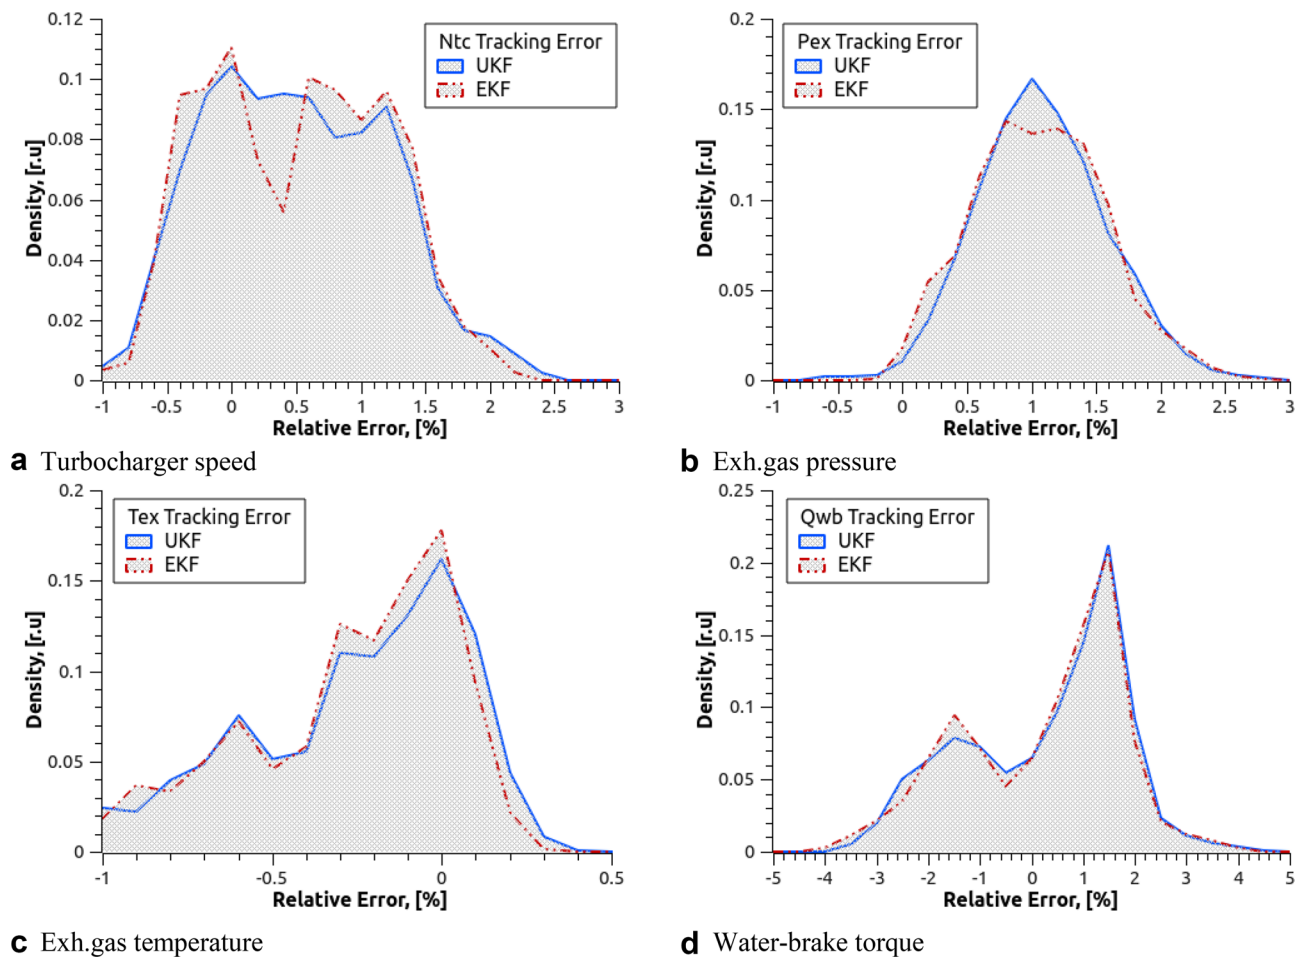 0.12
0.1
0.08
0.06
0.04
0.02
0
Density, [r.u]
Ntc Tracking Error
UKF
EKF
-1 -0.5 0 0.5 1 1.5 2 2.5 3
Relative Error, [%]
a Turbocharger speed
0.2
0.15
0.1
0.05
0
Density, [r.u]
Pex Tracking Error
UKF
EKF
-1 -0.5 0 0.5 1 1.5 2 2.5 3
Relative Error, [%]
b Exh.gas pressure
0.2
0.15
0.1
0.05
0
Density, [r.u]
Tex Tracking Error
UKF
EKF
-1 -0.5 0 0.5
Relative Error, [%]
c Exh.gas temperature
0.25
0.2
0.15
0.1
0.05
0
Density, [r.u]
Qwb Tracking Error
UKF
EKF
-5 -4 -3 -2 -1 0 1 2 3 4 5
Relative Error, [%]
d Water-brake torque